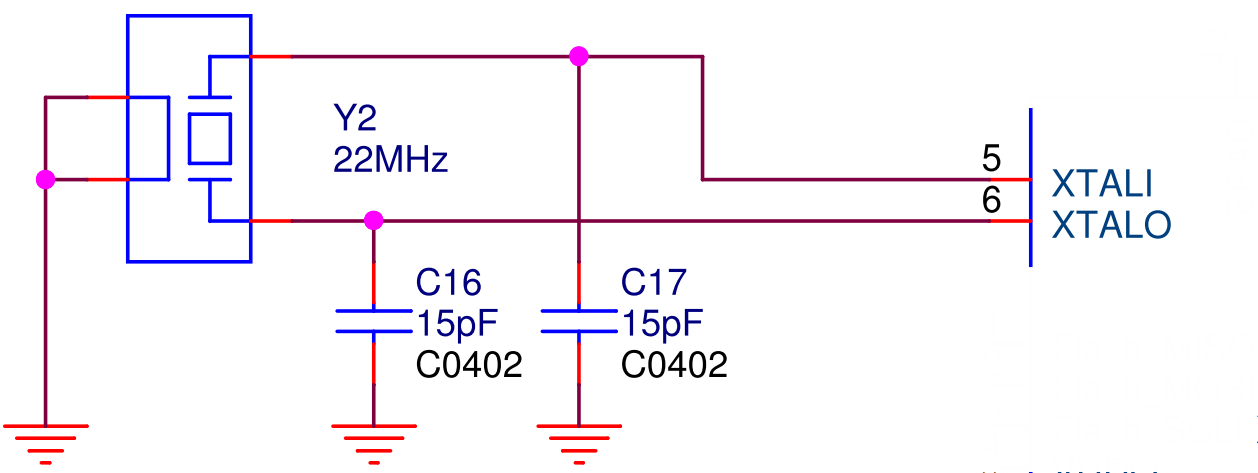 Y2
22MHz
5
XTALI
6
XTALO
C16
15pF
C0402
C17
15pF
C0402